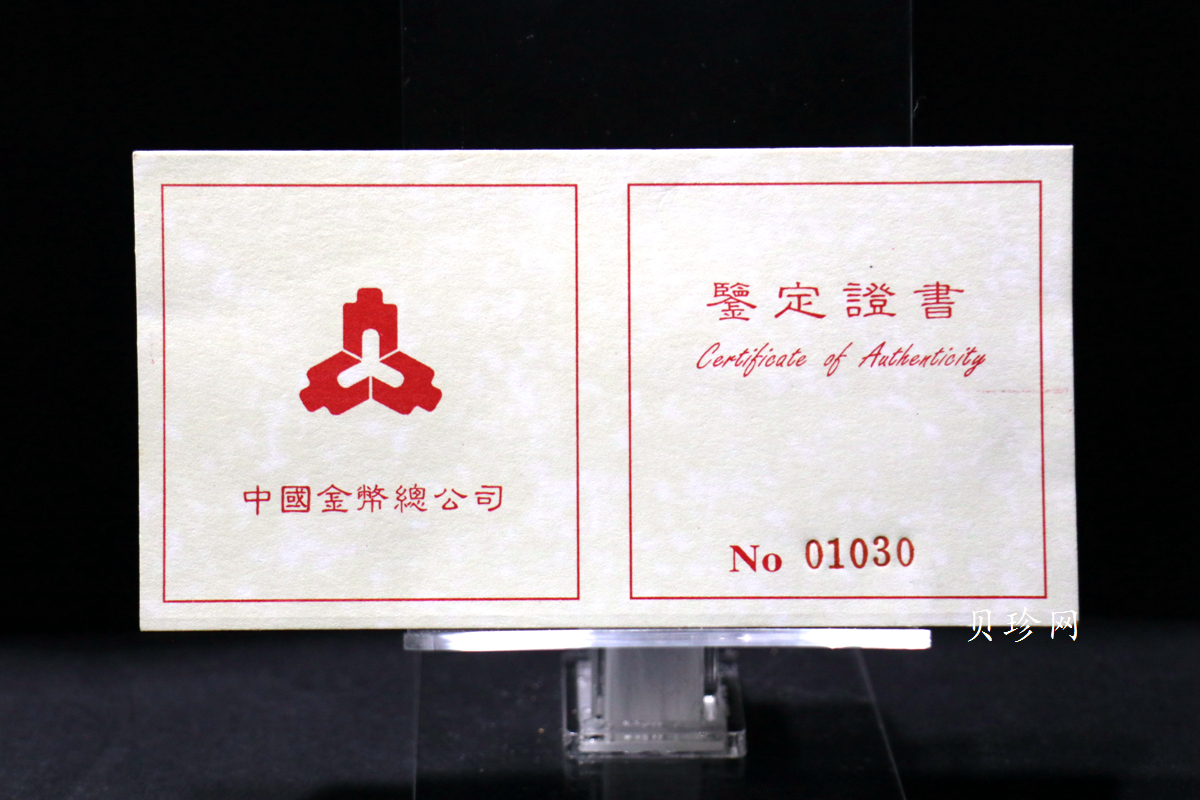 中國金幣總公司
鑒定證書
Certificate of Authenticity
No 01030
贝珍网